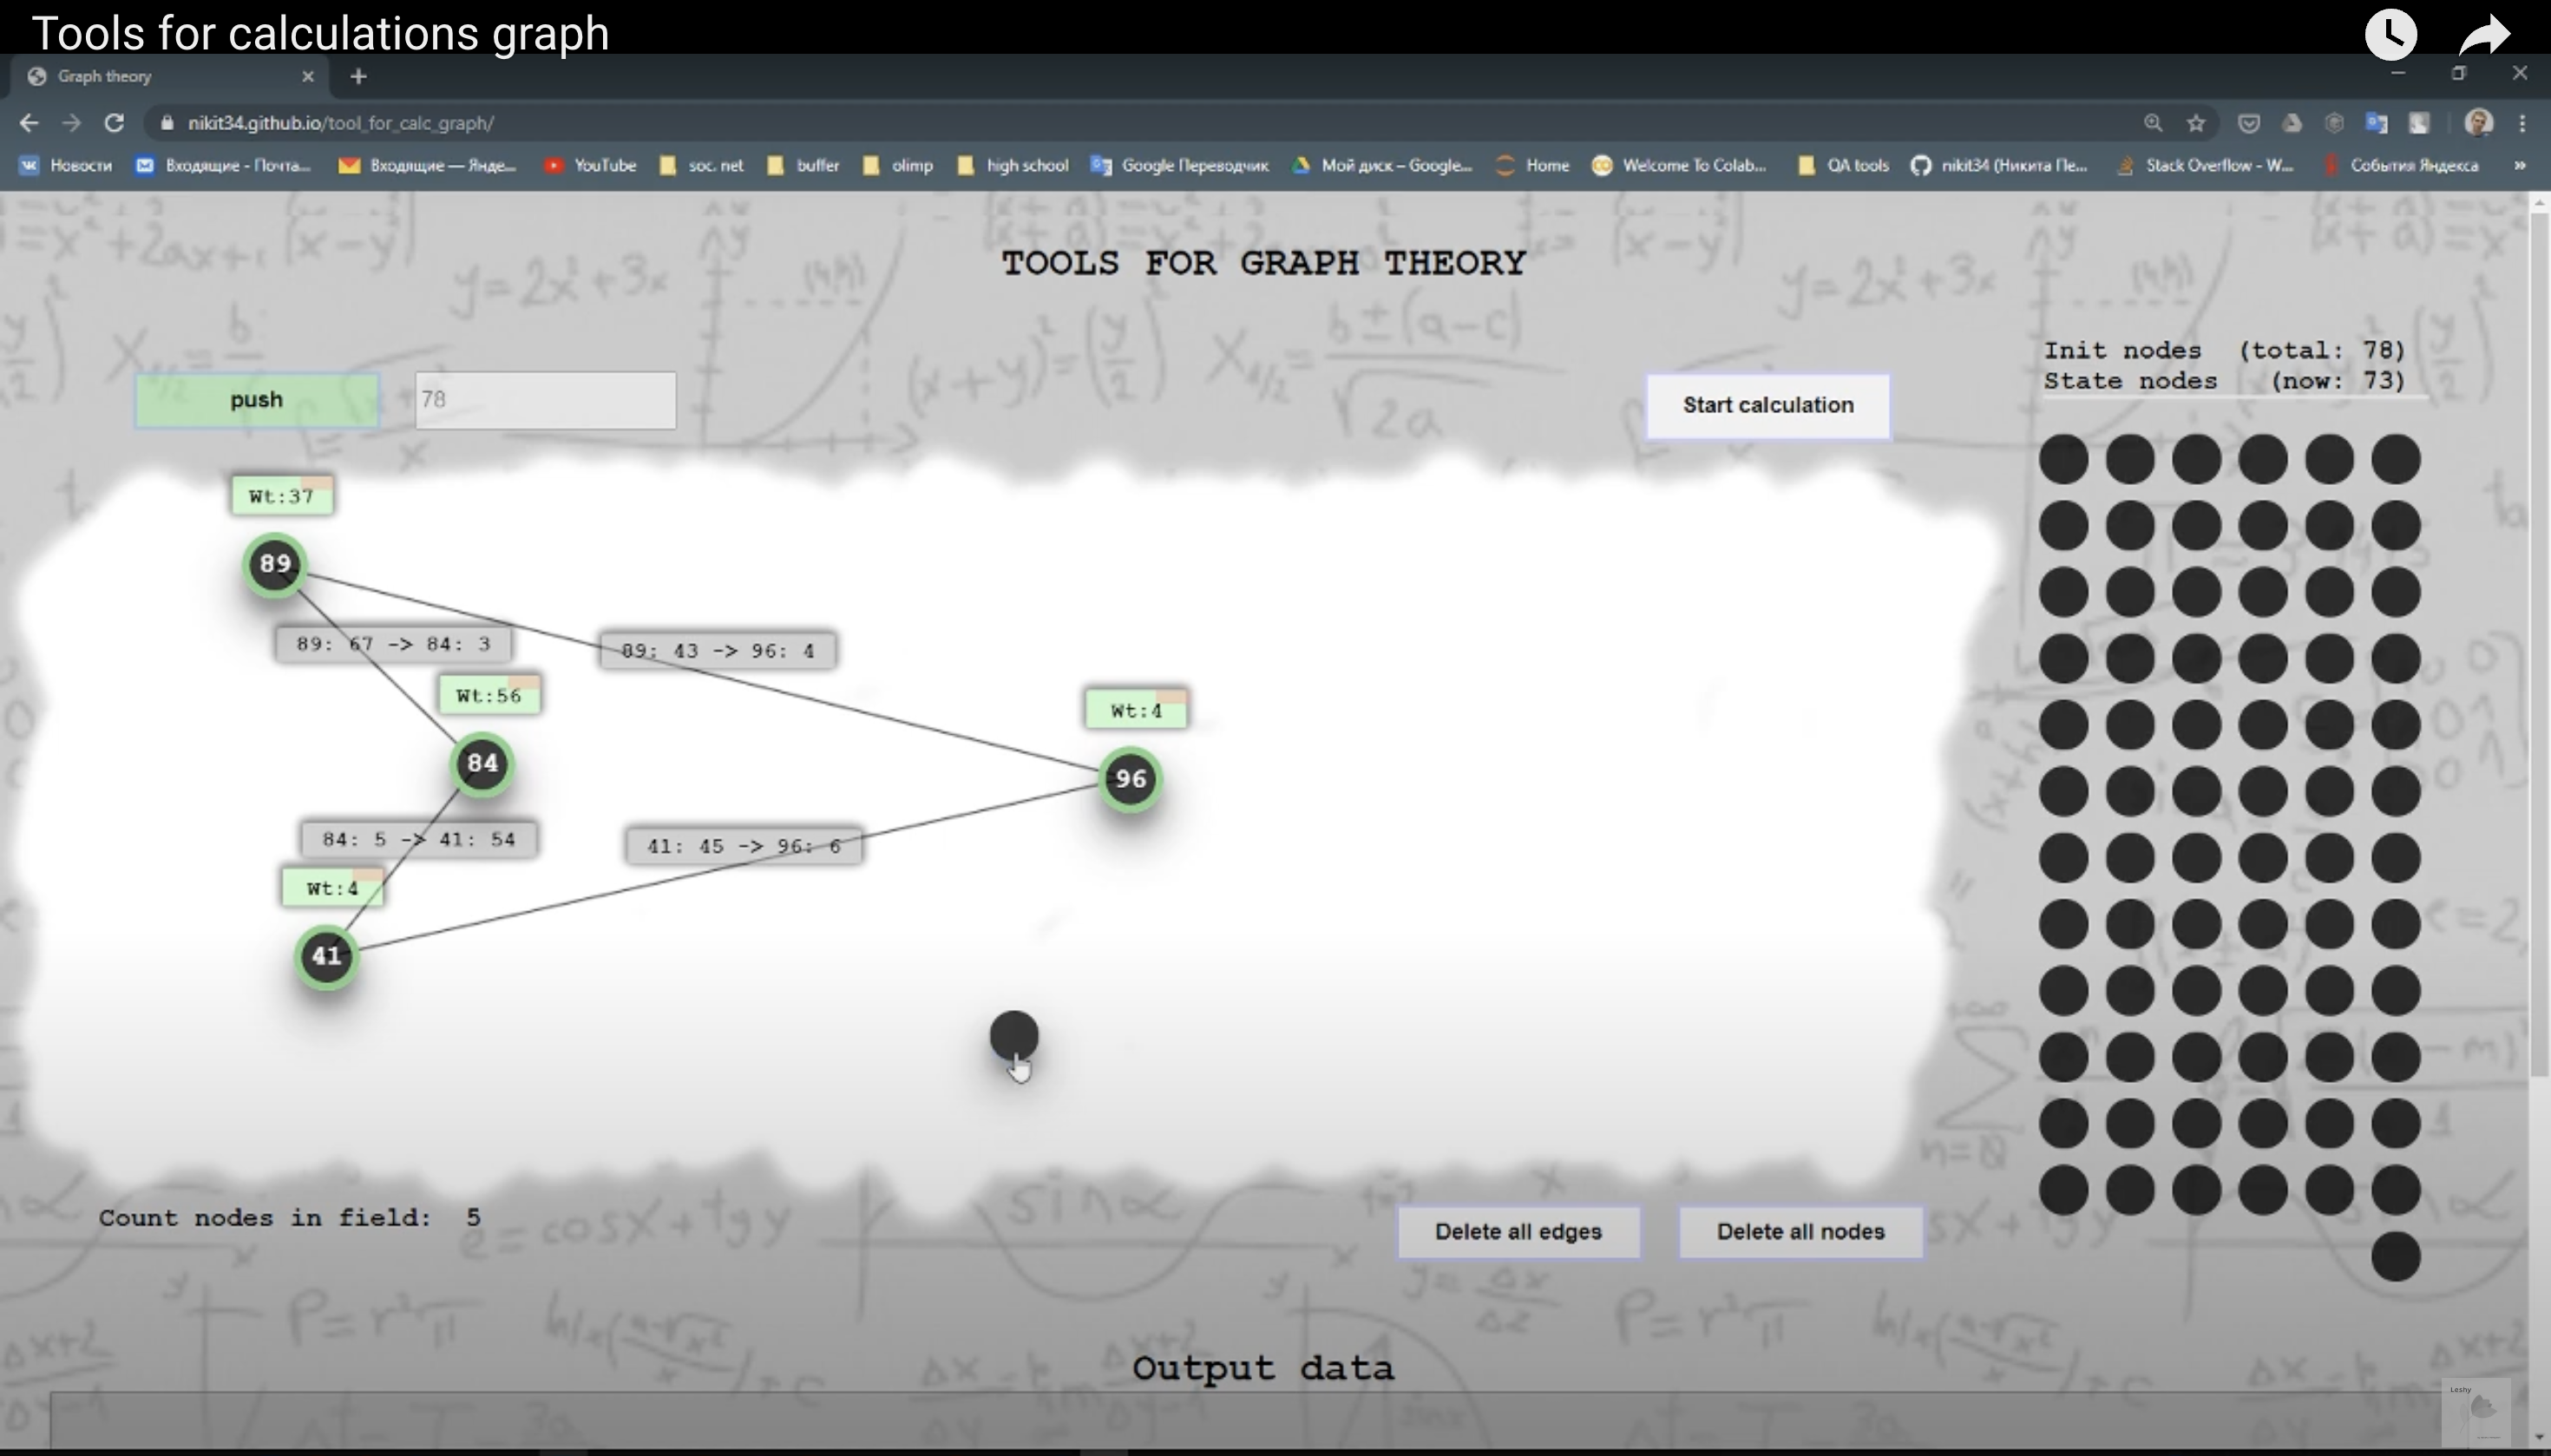 Tools for calculations graph
Graph theory
nikit34.github.io/tool_for_calc_graph/
Новости Входящие - Почта... Входящие — Янде... YouTube soc. net buffer olimp high school Google Переводчик Мой диск – Google... Home Welcome To Colab... QA tools nikit34 (Никита Пе... Stack Overflow - W... События Яндекса »
TOOLS FOR GRAPH THEORY
Init nodes (total: 78)
State nodes (now: 73)
push 78 Start calculation
Wt:37
89
89: 67 -> 84: 3
89: 43 -> 96: 4
Wt:56
Wt:4
84
96
84: 5 -> 41: 54
41: 45 -> 96: 6
Wt:4
41
Count nodes in field: 5
Delete all edges Delete all nodes
Output data
Leshy